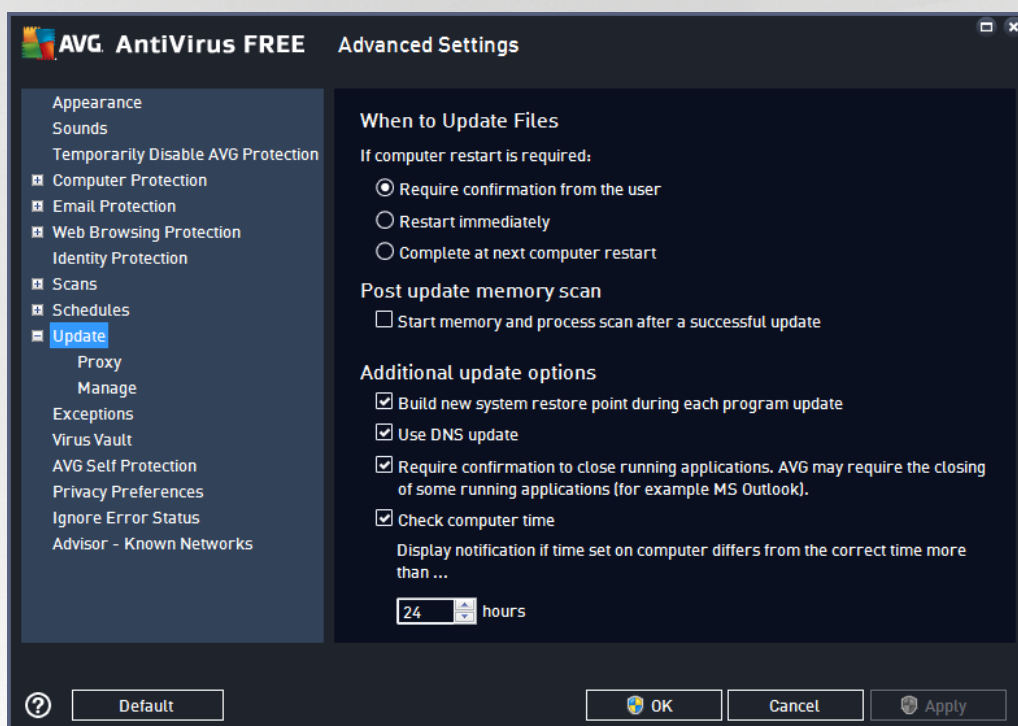 AVG. AntiVirus FREE Advanced Settings
Appearance
Sounds
Temporarily Disable AVG Protection
Computer Protection
Email Protection
Web Browsing Protection
Identity Protection
Scans
Schedules
Update
Proxy
Manage
Exceptions
Virus Vault
AVG Self Protection
Privacy Preferences
Ignore Error Status
Advisor - Known Networks
When to Update Files
If computer restart is required:
Require confirmation from the user
Restart immediately
Complete at next computer restart
Post update memory scan
Start memory and process scan after a successful update
Additional update options
Build new system restore point during each program update
Use DNS update
Require confirmation to close running applications. AVG may require the closing
of some running applications (for example MS Outlook).
Check computer time
Display notification if time set on computer differs from the correct time more
than ...
24 hours
? Default OK Cancel Apply